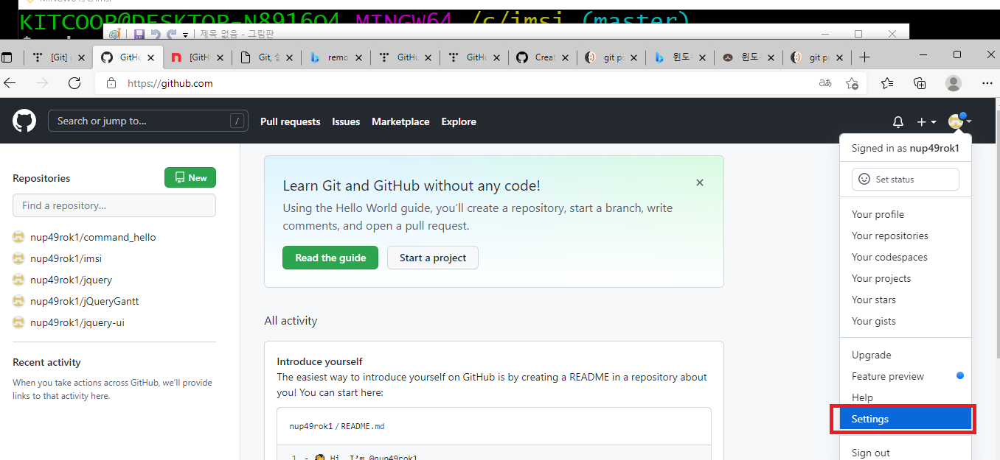 KITCOOP@DESKTOP-N8916Q4 MINGW64 /c/imsi (master)
제목 없음 - 그림판
[Git] GitHu [GitH Git, remo GitHu GitHu Creat git pu 윈도 윈도 git pu
https://github.com
Search or jump to... / Pull requests Issues Marketplace Explore
Signed in as nup49rok1
Set status
Your profile
Your repositories
Your codespaces
Your projects
Your stars
Your gists
Upgrade
Feature preview
Help
Settings
Sign out
Repositories
New
Find a repository...
nup49rok1/command_hello
nup49rok1/imsi
nup49rok1/jquery
nup49rok1/jQueryGantt
nup49rok1/jquery-ui
Recent activity
When you take actions across GitHub, we'll provide
links to that activity here.
Learn Git and GitHub without any code!
Using the Hello World guide, you'll create a repository, start a branch, write
comments, and open a pull request.
Read the guide Start a project
All activity
Introduce yourself
The easiest way to introduce yourself on GitHub is by creating a README in a repository about
you! You can start here:
nup49rok1 / README.md
1 - 👋 Hi, I'm @nup49rok1